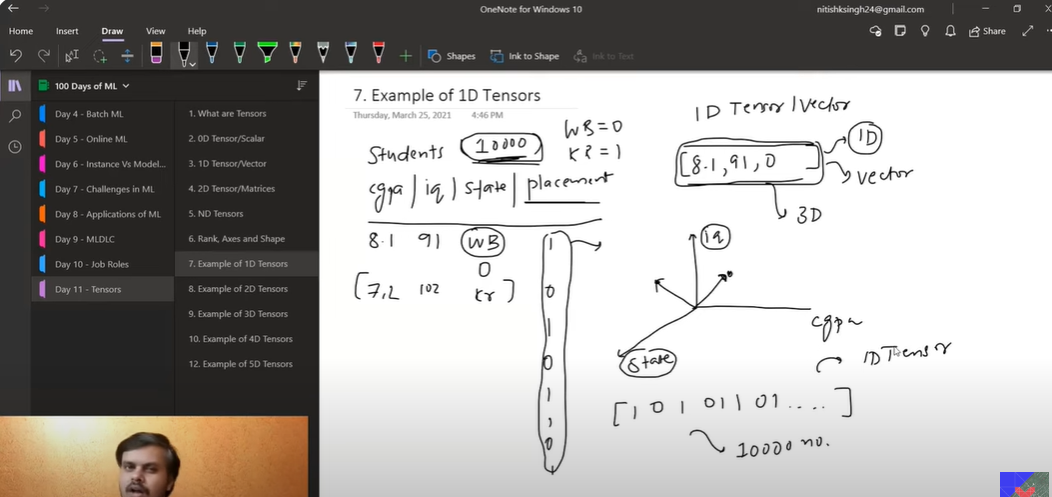 OneNote for Windows 10
nitishksingh24@gmail.com
Home Insert Draw View Help
Share
Shapes
Ink to Shape
Ink to Text
100 Days of ML
Day 4 - Batch ML
Day 5 - Online ML
Day 6 - Instance Vs Model...
Day 7 - Challenges in ML
Day 8 - Applications of ML
Day 9 - MLDLC
Day 10 - Job Roles
Day 11 - Tensors
1. What are Tensors
2. 0D Tensor/Scalar
3. 1D Tensor/Vector
4. 2D Tensor/Matrices
5. ND Tensors
6. Rank, Axes and Shape
7. Example of 1D Tensors
8. Example of 2D Tensors
9. Example of 3D Tensors
10. Example of 4D Tensors
12. Example of 5D Tensors
7. Example of 1D Tensors
Thursday, March 25, 2021 4:46 PM
Students 10000
WB = 0
KR = 1
cgpa | iq | state | placement
8.1 91 WB 1
0
[7.2 102 Kr] 0
1
0
1
1
0
1D Tensor/Vector
[8.1, 91, 0 ]
1D
vector
3D
iq
cgpa
state
1D Tensor
[1 0 1 01101.....]
10000 no.